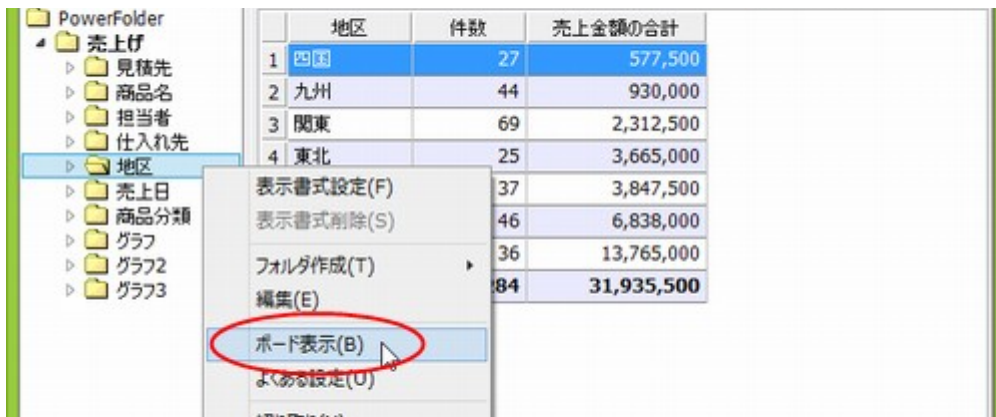 PowerFolder
売上げ
見積先
商品名
担当者
仕入れ先
地区
売上日
商品分類
グラフ
グラフ2
グラフ3
地区 件数 売上金額の合計
1 四国 27 577,500
2 九州 44 930,000
3 関東 69 2,312,500
4 東北 25 3,665,000
37 3,847,500
46 6,838,000
36 13,765,000
284 31,935,500
表示書式設定(F)
表示書式削除(S)
フォルダ作成(T)
編集(E)
ボード表示(B)
よくある設定(U)